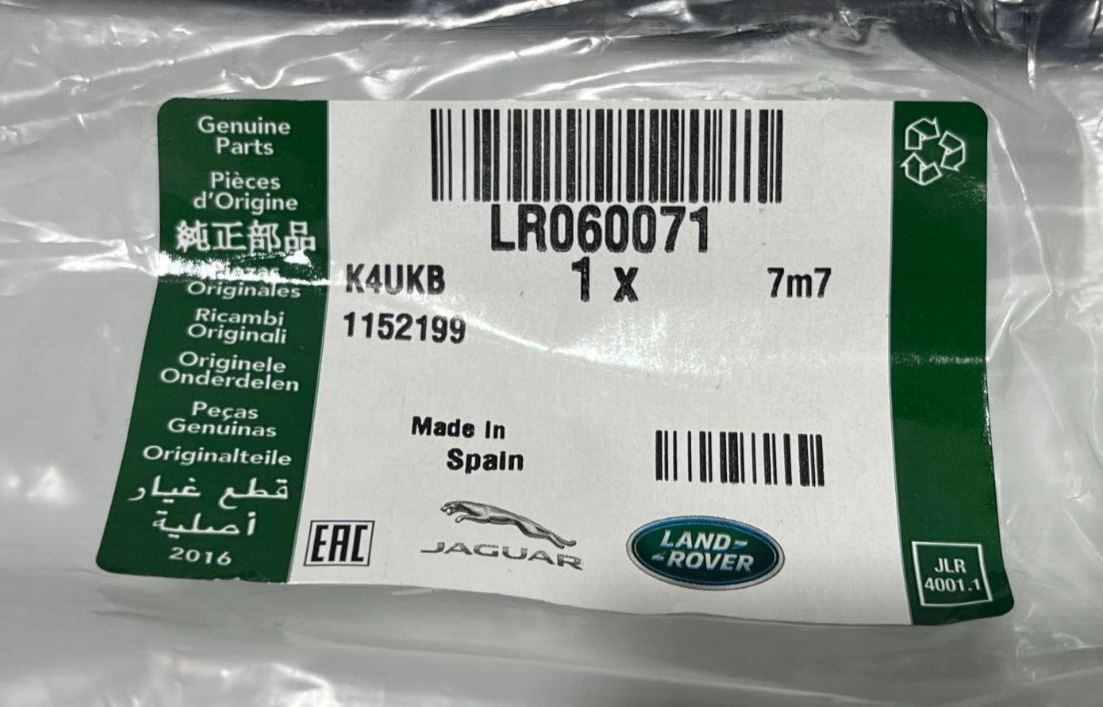 Genuine
Parts
Pièces
d'Origine
純正部品
Piezas
Originales
Ricambi
Originali
Originele
Onderdelen
Peças
Genuinas
Originalteile
قطع غيار
أصلية
2016
LR060071
K4UKB 1 x 7m7
1152199
Made In
Spain
EAC
JAGUAR
LAND-
-ROVER
JLR
4001.1